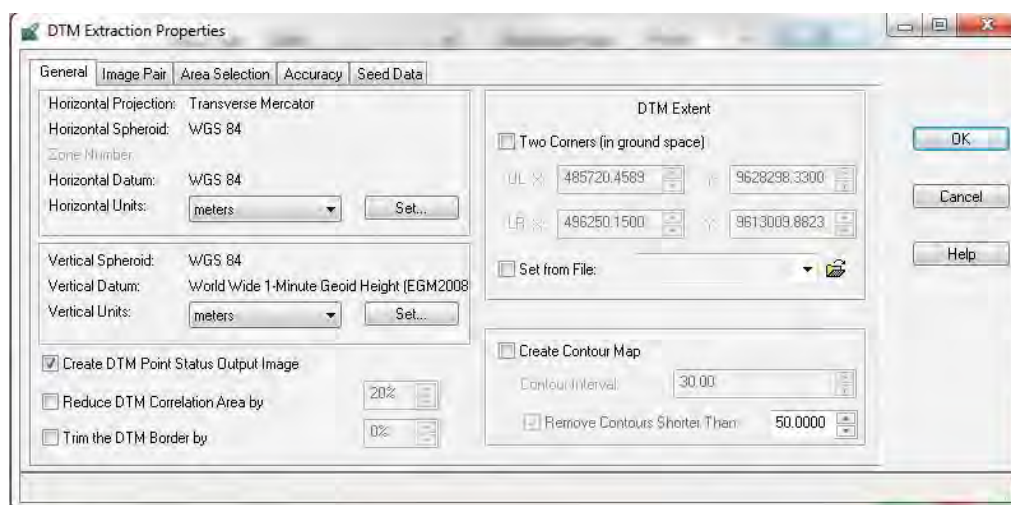 DTM Extraction Properties
General Image Pair Area Selection Accuracy Seed Data
Horizontal Projection: Transverse Mercator
Horizontal Spheroid: WGS 84
Zone Number
Horizontal Datum: WGS 84
Horizontal Units: meters Set...
Vertical Spheroid: WGS 84
Vertical Datum: World Wide 1-Minute Geoid Height (EGM2008
Vertical Units: meters Set...
Create DTM Point Status Output Image
Reduce DTM Correlation Area by 20%
Trim the DTM Border by 0%
DTM Extent
Two Corners (in ground space)
UL X: 485720.4589 Y: 9628298.3300
LR X: 496250.1500 Y: 9613009.8823
Set from File:
Create Contour Map
Contour Interval: 30.00
Remove Contours Shorter Than: 50.0000
OK
Cancel
Help